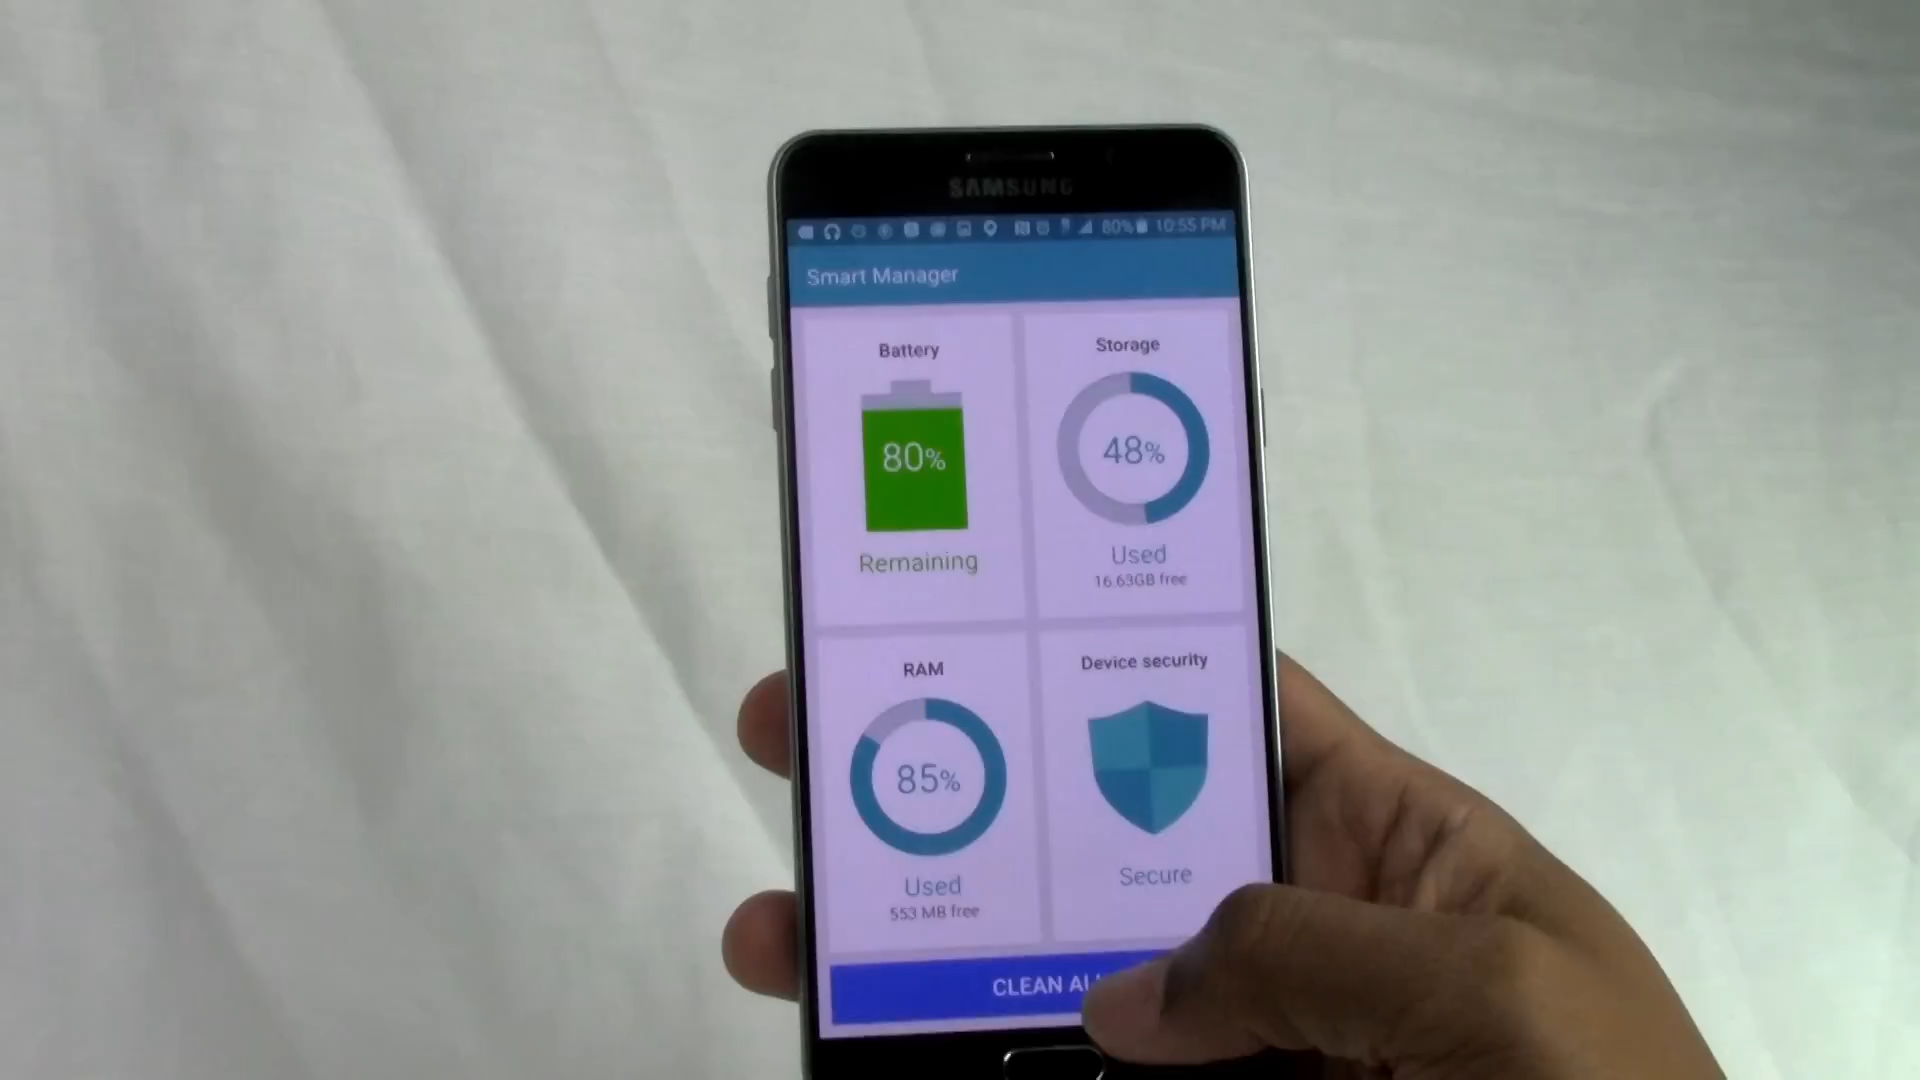 SAMSUNG
80% 10:55 PM
Smart Manager
Battery
80%
Remaining
Storage
48%
Used
16.63GB free
RAM
85%
Used
553 MB free
Device security
Secure
CLEAN AL